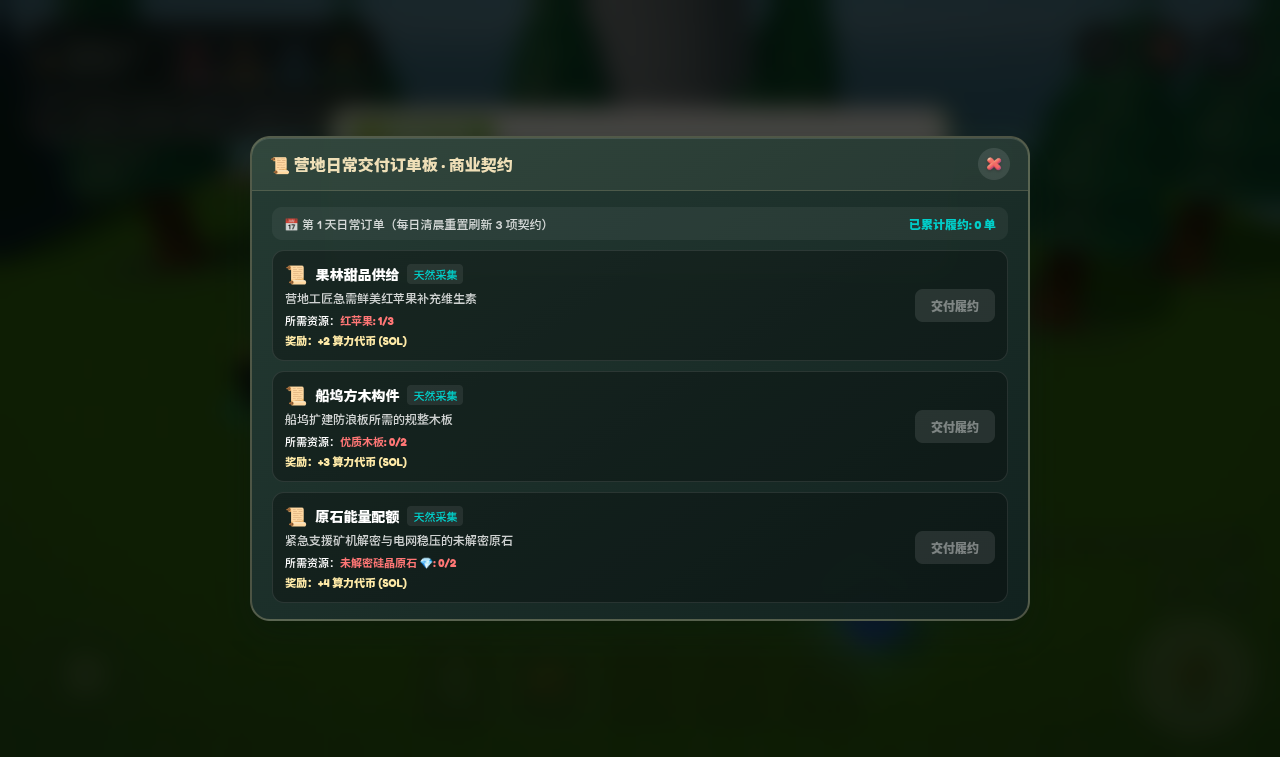 📜 营地日常交付订单板 · 商业契约
📅 第 1 天日常订单（每日清晨重置刷新 3 项契约）
已累计履约: 0 单
📜 果林甜品供给 天然采集
营地工匠急需鲜美红苹果补充维生素
所需资源：红苹果: 1/3
奖励：+2 算力代币 (SOL)
交付履约
📜 船坞方木构件 天然采集
船坞扩建防浪板所需的规整木板
所需资源：优质木板: 0/2
奖励：+3 算力代币 (SOL)
交付履约
📜 原石能量配额 天然采集
紧急支援矿机解密与电网稳压的未解密原石
所需资源：未解密硅晶原石 💎: 0/2
奖励：+4 算力代币 (SOL)
交付履约